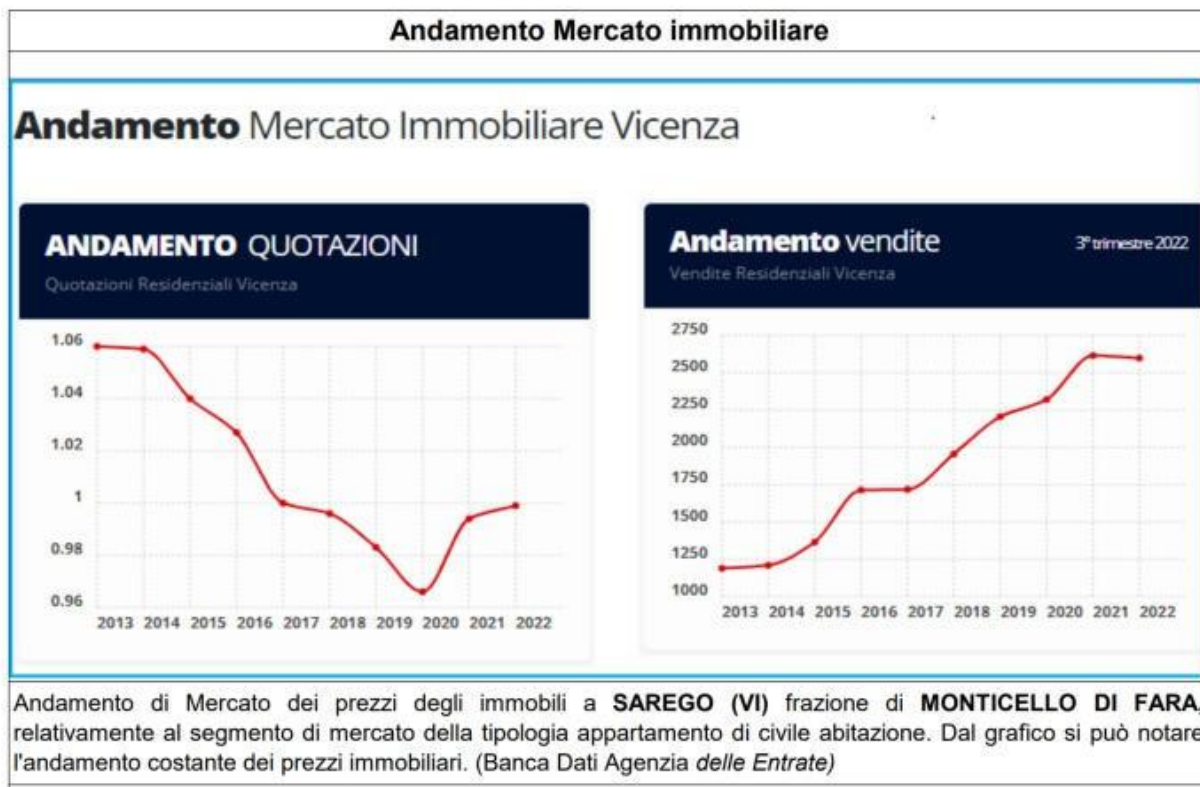 Andamento Mercato immobiliare
Andamento Mercato Immobiliare Vicenza
ANDAMENTO QUOTAZIONI
Quotazioni Residenziali Vicenza
1.06
1.04
1.02
1
0.98
0.96
2013 2014 2015 2016 2017 2018 2019 2020 2021 2022
Andamento vendite 3° trimestre 2022
Vendite Residenziali Vicenza
2750
2500
2250
2000
1750
1500
1250
1000
2013 2014 2015 2016 2017 2018 2019 2020 2021 2022
Andamento di Mercato dei prezzi degli immobili a SAREGO (VI) frazione di MONTICELLO DI FARA,
relativamente al segmento di mercato della tipologia appartamento di civile abitazione. Dal grafico si può notare
l'andamento costante dei prezzi immobiliari. (Banca Dati Agenzia delle Entrate)